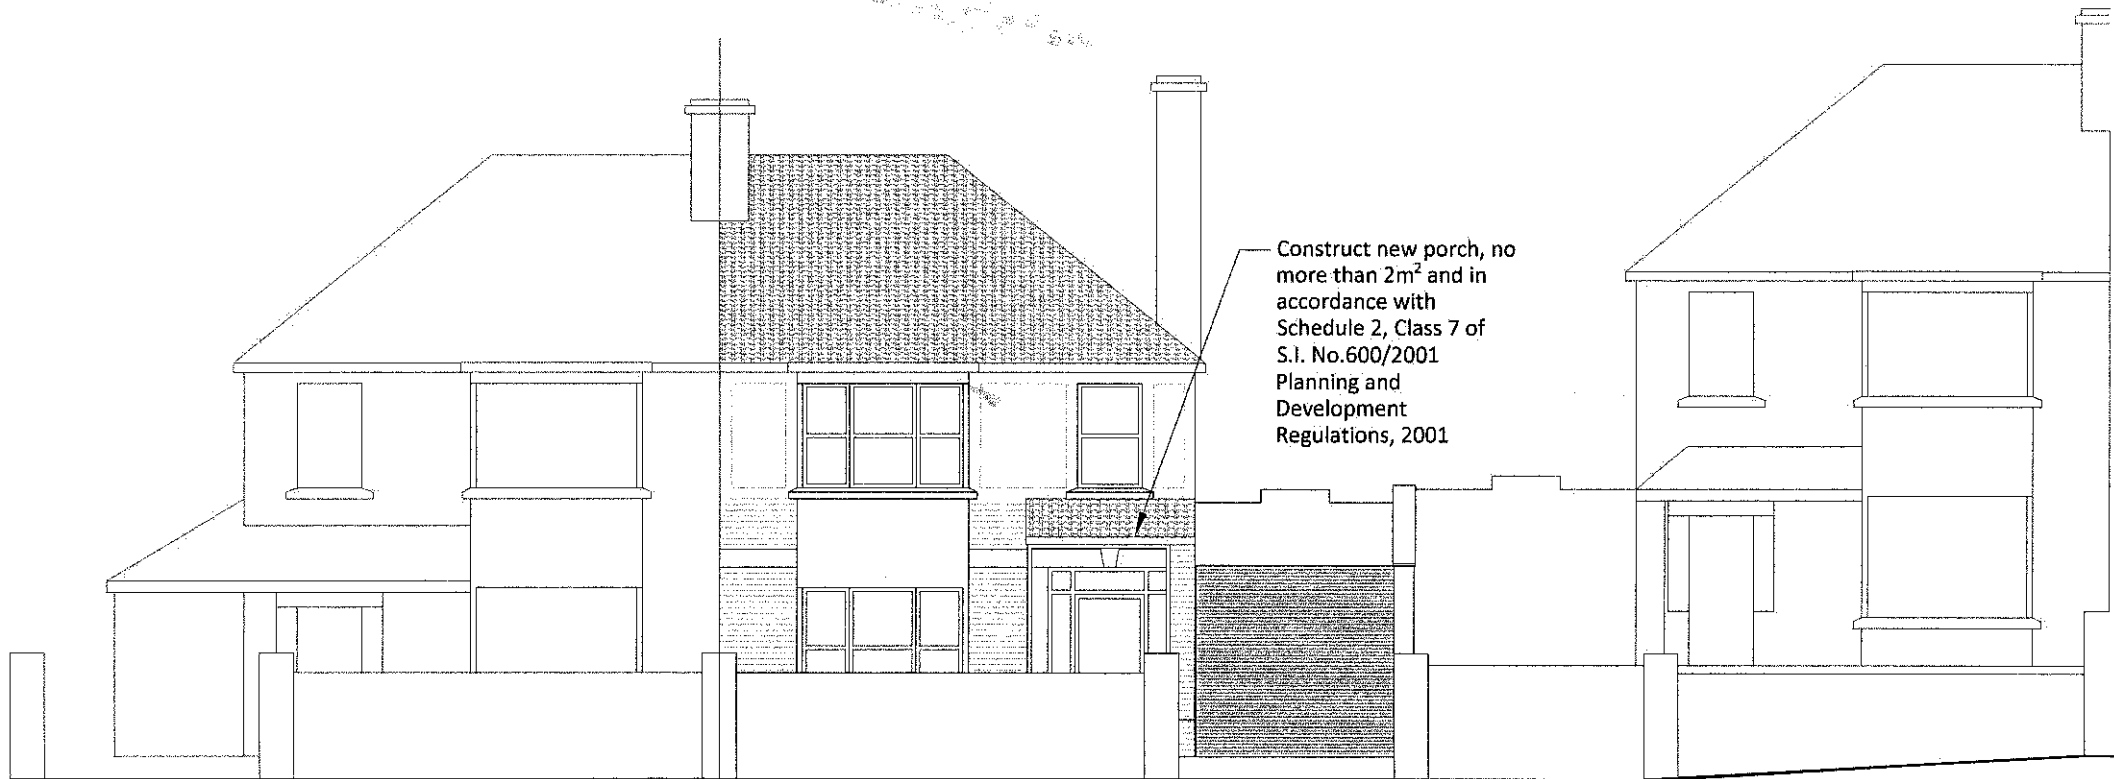 Construct new porch, no
more than 2m² and in
accordance with
Schedule 2, Class 7 of
S.I. No.600/2001
Planning and
Development
Regulations, 2001